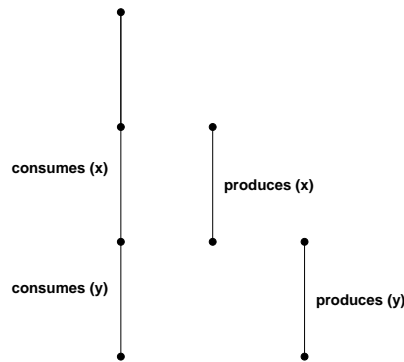 consumes (x)
produces (x)
consumes (y)
produces (y)